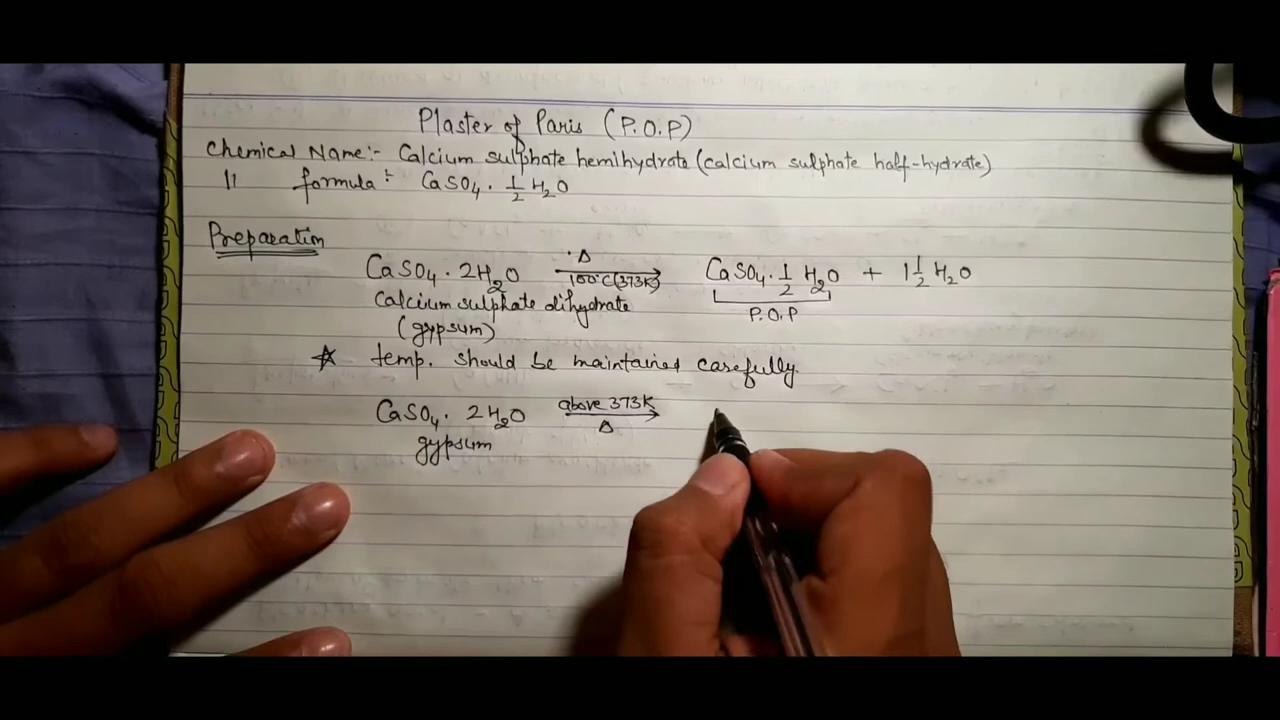 Plaster of Paris (P.O.P)
Chemical Name:- Calcium sulphate hemihydrate (calcium sulphate half-hydrate)
11 formula :- CaSO4 . 1/2 H2O
Preparation
CaSO4 . 2H2O Δ 100°C(373K) → CaSO4 . 1/2 H2O + 1 1/2 H2O
Calcium sulphate dihydrate P.O.P
(gypsum)
☆ temp. should be maintained carefully.
CaSO4 . 2H2O above 373K Δ →
gypsum